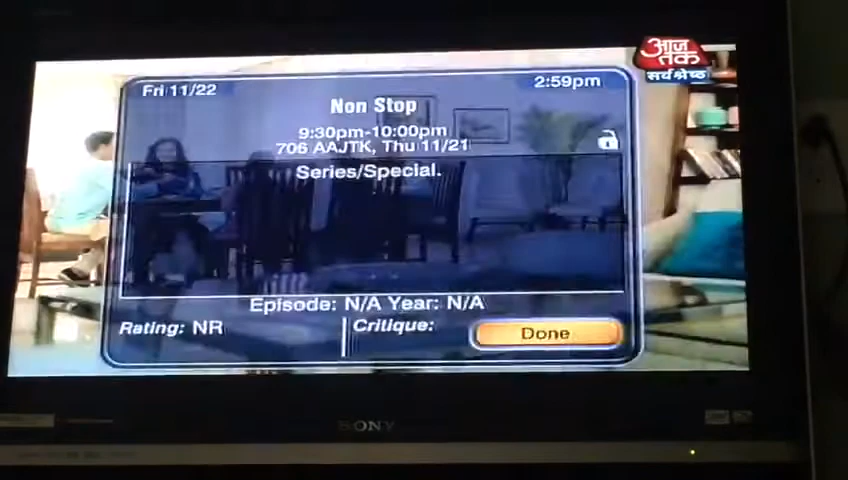 आज
तक
सर्वश्रेष्ठ
Fri 11/22
2:59pm
Non Stop
9:30pm-10:00pm
706 AAJTK, Thu 11/21
Series/Special.
Episode: N/A Year: N/A
Rating: NR
Critique:
Done
SONY